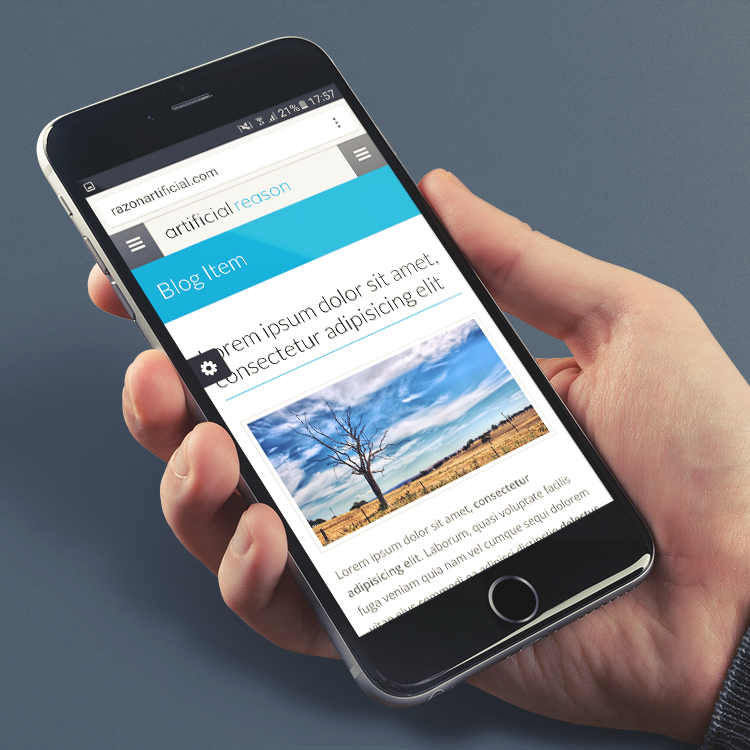 21% 17:57
razonartificial.com
artificial reason
Blog Item
Lorem ipsum dolor sit amet,
consectetur adipisicing elit
Lorem ipsum dolor sit amet, consectetur
adipisicing elit. Laborum, quasi voluptate facilis
fuga veniam quia nam vel cumque sequi dolorem